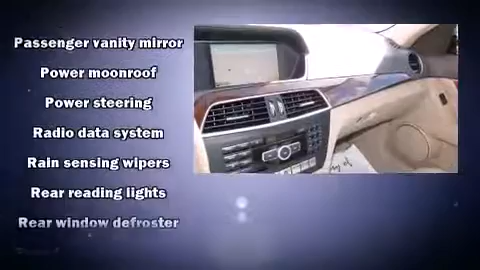 Passenger vanity mirror
Power moonroof
Power steering
Radio data system
Rain sensing wipers
Rear reading lights
Rear window defroster